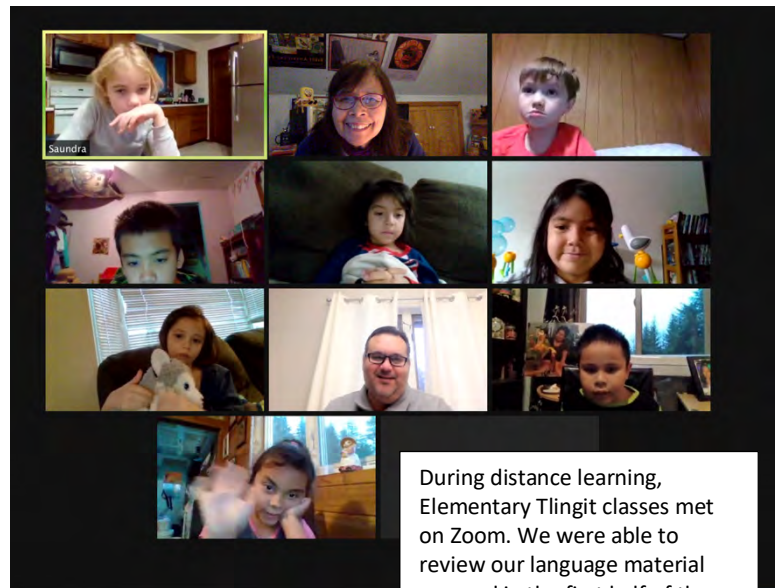 Saundra
During distance learning,
Elementary Tlingit classes met
on Zoom. We were able to
review our language material